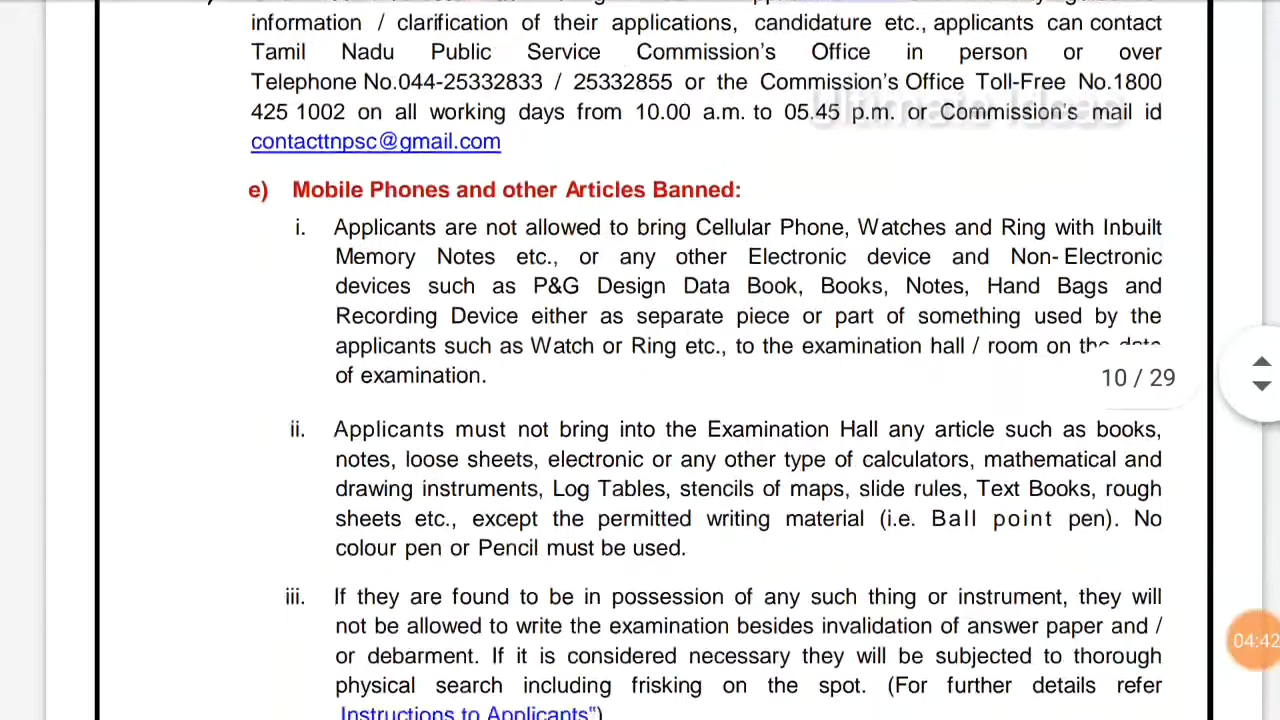 information / clarification of their applications, candidature etc., applicants can contact
Tamil Nadu Public Service Commission's Office in person or over
Telephone No.044-25332833 / 25332855 or the Commission's Office Toll-Free No.1800
425 1002 on all working days from 10.00 a.m. to 05.45 p.m. or Commission's mail id
Ultimate Ideas
contacttnpsc@gmail.com
e) Mobile Phones and other Articles Banned:
i. Applicants are not allowed to bring Cellular Phone, Watches and Ring with Inbuilt
Memory Notes etc., or any other Electronic device and Non- Electronic
devices such as P&G Design Data Book, Books, Notes, Hand Bags and
Recording Device either as separate piece or part of something used by the
applicants such as Watch or Ring etc., to the examination hall / room on the date
of examination.
10 / 29
ii. Applicants must not bring into the Examination Hall any article such as books,
notes, loose sheets, electronic or any other type of calculators, mathematical and
drawing instruments, Log Tables, stencils of maps, slide rules, Text Books, rough
sheets etc., except the permitted writing material (i.e. Ball point pen). No
colour pen or Pencil must be used.
iii. If they are found to be in possession of any such thing or instrument, they will
not be allowed to write the examination besides invalidation of answer paper and /
or debarment. If it is considered necessary they will be subjected to thorough
04:42
physical search including frisking on the spot. (For further details refer
Instructions to Applicants")